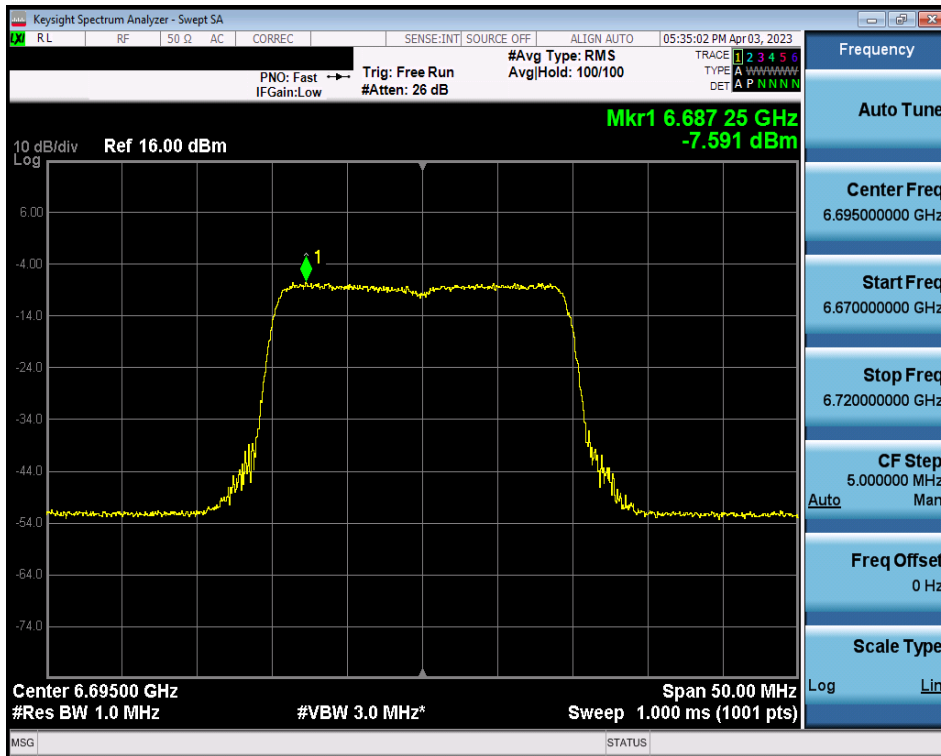 Keysight Spectrum Analyzer - Swept SA
LXI RL RF 50 Ω AC CORREC SENSE:INT SOURCE OFF ALIGN AUTO 05:35:02 PM Apr 03, 2023
PNO: Fast
IFGain:Low
Trig: Free Run
#Atten: 26 dB
#Avg Type: RMS
Avg|Hold: 100/100
TRACE 1 2 3 4 5 6
TYPE A WWWWW
DET A P N N N N
Mkr1 6.687 25 GHz
-7.591 dBm
10 dB/div Ref 16.00 dBm
Log
6.00
-4.00
-14.0
-24.0
-34.0
-44.0
-54.0
-64.0
-74.0
1
Center 6.69500 GHz Span 50.00 MHz
#Res BW 1.0 MHz #VBW 3.0 MHz* Sweep 1.000 ms (1001 pts)
MSG STATUS
Frequency
Auto Tune
Center Freq
6.695000000 GHz
Start Freq
6.670000000 GHz
Stop Freq
6.720000000 GHz
CF Step
5.000000 MHz
Auto Man
Freq Offset
0 Hz
Scale Type
Log Lin